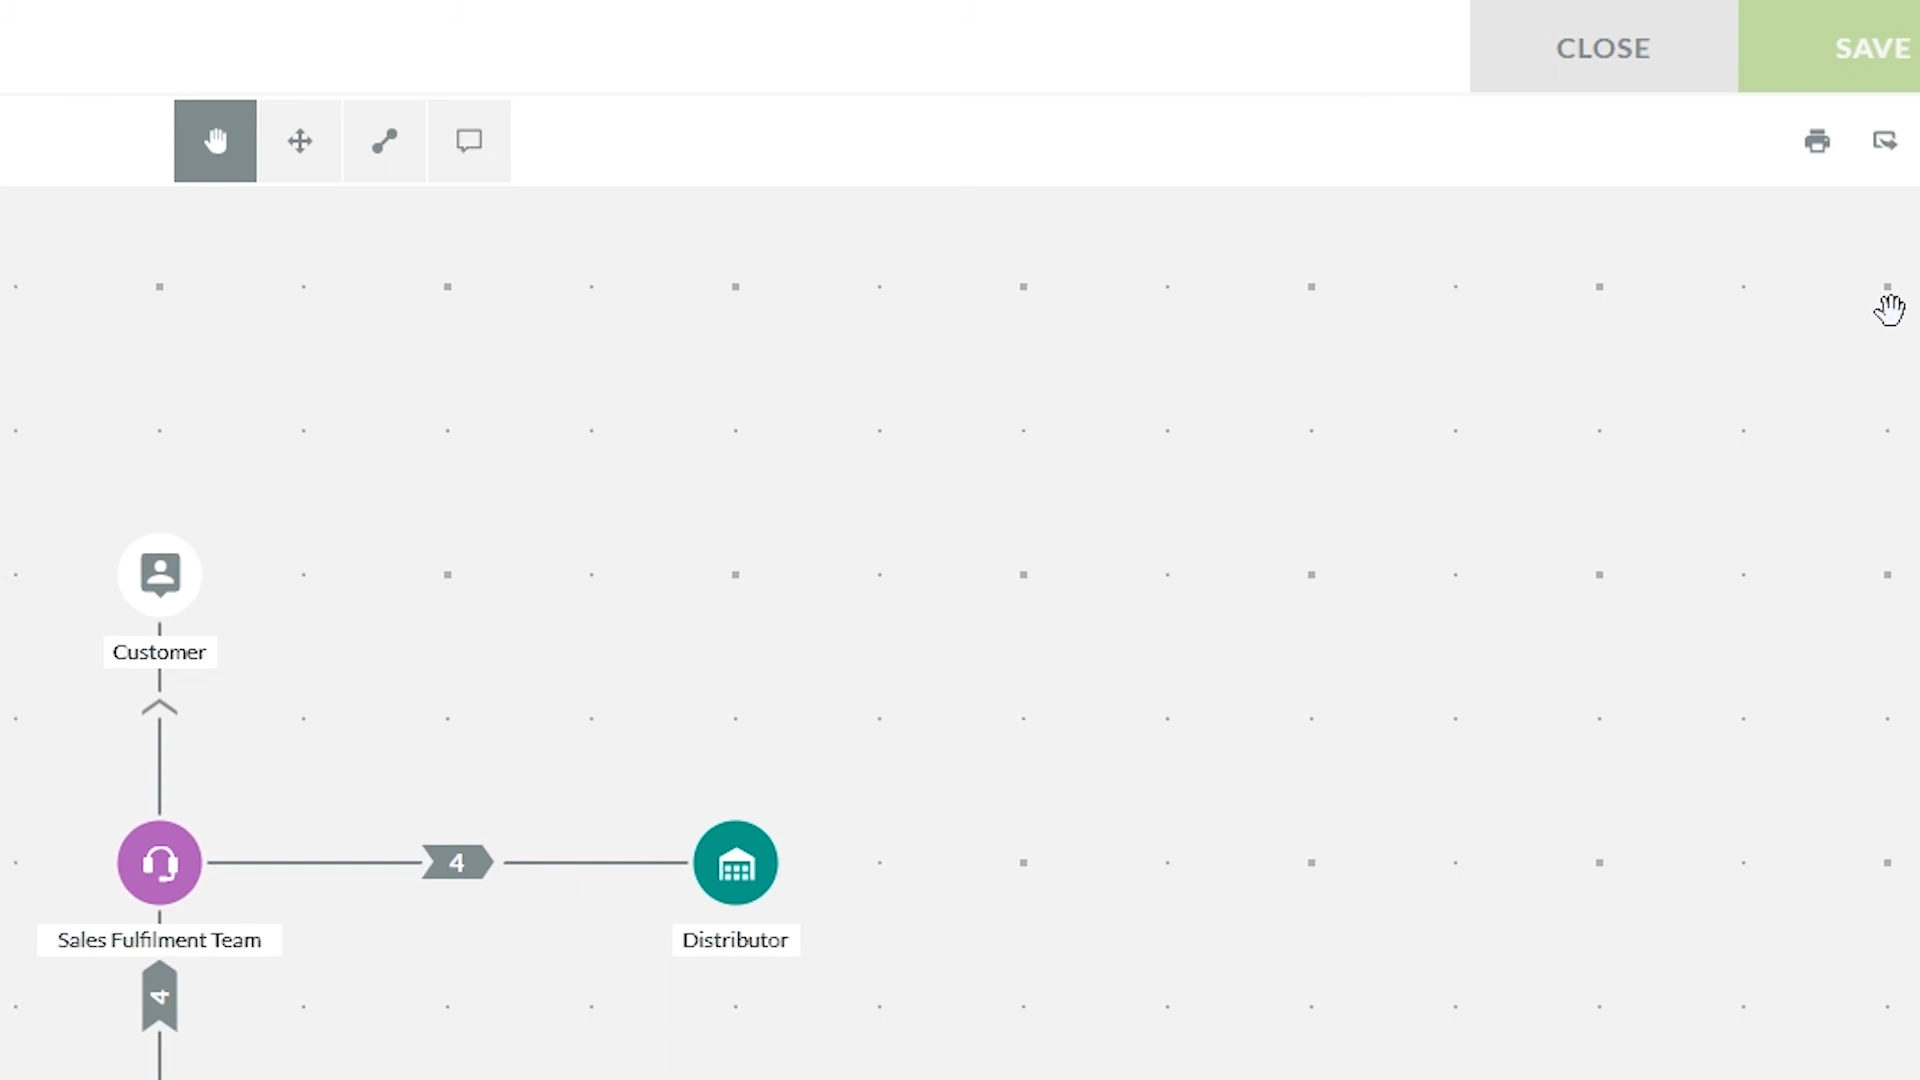 CLOSE
SAVE
Customer
4
Sales Fulfilment Team
Distributor
4